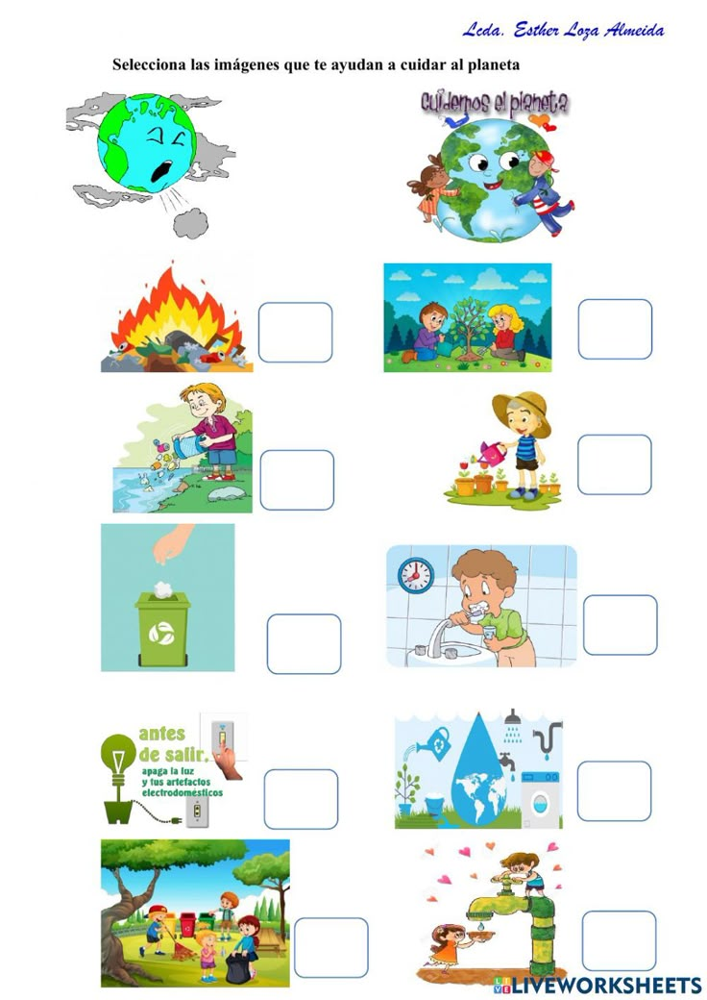 Lcda. Esther Loza Almeida
Selecciona las imágenes que te ayudan a cuidar al planeta
Cuidemos el planeta
antes
de salir,
apaga la luz
y tus artefactos
electrodomésticos
LIVEWORKSHEETS